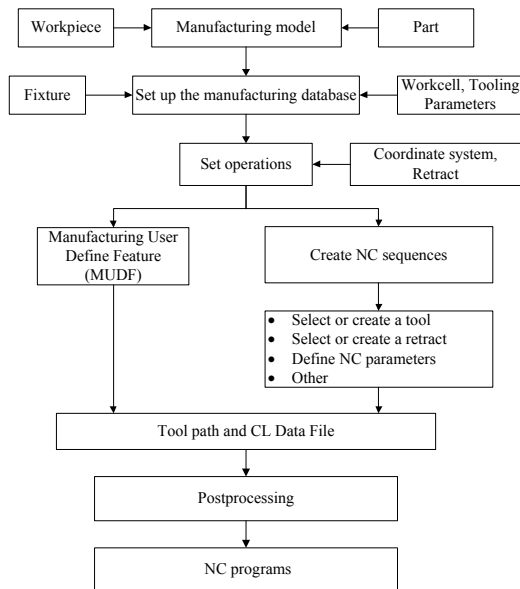 Workpiece
Manufacturing model
Part
Fixture
Set up the manufacturing database
Workcell, Tooling
Parameters
Set operations
Coordinate system,
Retract
Manufacturing User
Define Feature
(MUDF)
Create NC sequences
• Select or create a tool
• Select or create a retract
• Define NC parameters
• Other
Tool path and CL Data File
Postprocessing
NC programs